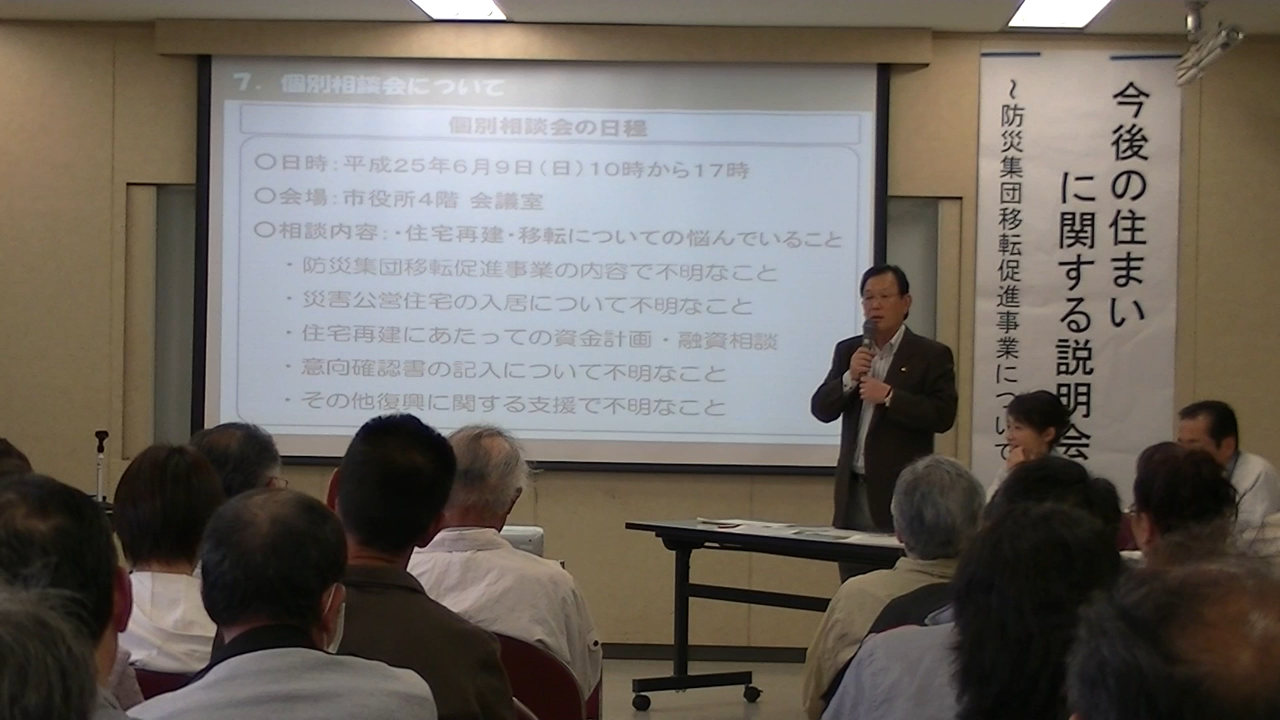 7. 個別相談会について
個別相談会の日程
○日時:平成25年6月9日(日)10時から17時
○会場:市役所4階 会議室
○相談内容:・住宅再建・移転についての悩んでいること
・防災集団移転促進事業の内容で不明なこと
・災害公営住宅の入居について不明なこと
・住宅再建にあたっての資金計画・融資相談
・意向確認書の記入について不明なこと
・その他復興に関する支援で不明なこと
今後の住まい
に関する説明会
~防災集団移転促進事業について